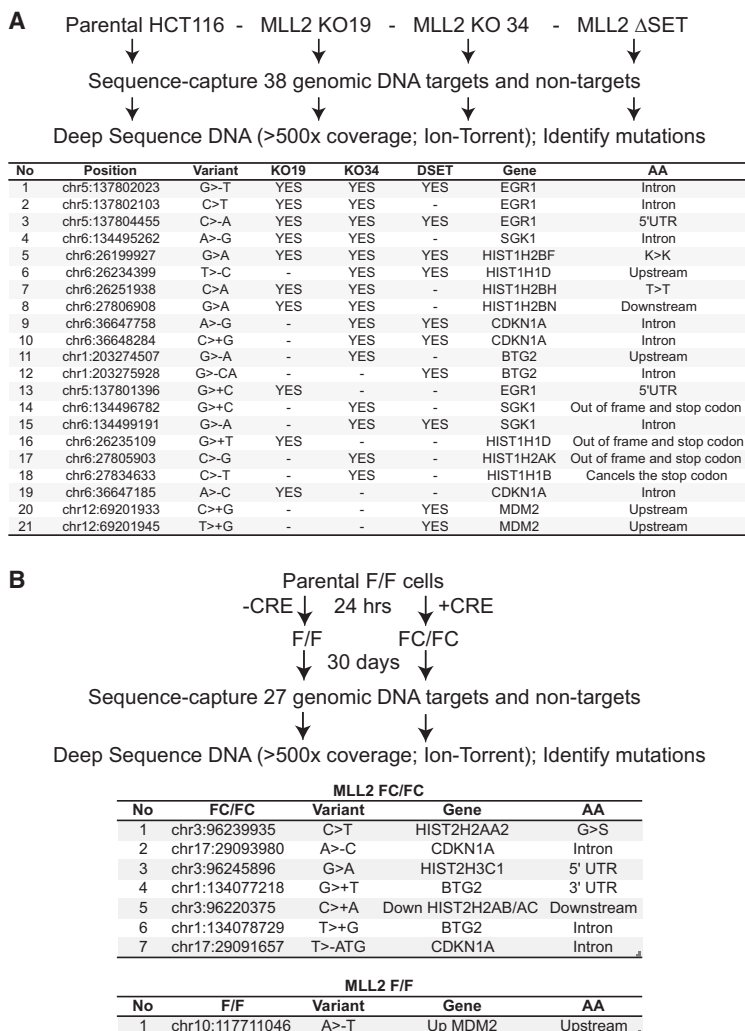 A
Parental HCT116 - MLL2 KO19 - MLL2 KO 34 - MLL2 ΔSET
Sequence-capture 38 genomic DNA targets and non-targets
Deep Sequence DNA (>500x coverage; Ion-Torrent); Identify mutations
No Position Variant KO19 KO34 DSET Gene AA
1 chr5:137802023 G>-T YES YES YES EGR1 Intron
2 chr5:137802103 C>T YES YES - EGR1 Intron
3 chr5:137804455 C>-A YES YES YES EGR1 5'UTR
4 chr6:134495262 A>-G YES YES - SGK1 Intron
5 chr6:26199927 G>A YES YES YES HIST1H2BF K>K
6 chr6:26234399 T>-C - YES YES HIST1H1D Upstream
7 chr6:26251938 C>A YES YES - HIST1H2BH T>T
8 chr6:27806908 G>A YES YES - HIST1H2BN Downstream
9 chr6:36647758 A>-G - YES YES CDKN1A Intron
10 chr6:36648284 C>+G - YES YES CDKN1A Intron
11 chr1:203274507 G>-A - YES - BTG2 Upstream
12 chr1:203275928 G>-CA - - YES BTG2 Intron
13 chr5:137801396 G>+C YES - - EGR1 5'UTR
14 chr6:134496782 G>+C - YES - SGK1 Out of frame and stop codon
15 chr6:134499191 G>-A - YES YES SGK1 Intron
16 chr6:26235109 G>+T YES - - HIST1H1D Out of frame and stop codon
17 chr6:27805903 C>-G - YES - HIST1H2AK Out of frame and stop codon
18 chr6:27834633 C>-T - YES - HIST1H1B Cancels the stop codon
19 chr6:36647185 A>-C YES - - CDKN1A Intron
20 chr12:69201933 C>+G - - YES MDM2 Upstream
21 chr12:69201945 T>+G - - YES MDM2 Upstream
B
Parental F/F cells
-CRE 24 hrs +CRE
F/F FC/FC
30 days
Sequence-capture 27 genomic DNA targets and non-targets
Deep Sequence DNA (>500x coverage; Ion-Torrent); Identify mutations
MLL2 FC/FC
No FC/FC Variant Gene AA
1 chr3:96239935 C>T HIST2H2AA2 G>S
2 chr17:29093980 A>-C CDKN1A Intron
3 chr3:96245896 G>A HIST2H3C1 5' UTR
4 chr1:134077218 G>+T BTG2 3' UTR
5 chr3:96220375 C>+A Down HIST2H2AB/AC Downstream
6 chr1:134078729 T>+G BTG2 Intron
7 chr17:29091657 T>-ATG CDKN1A Intron
MLL2 F/F
No F/F Variant Gene AA
1 chr10:117711046 A>-T Up MDM2 Upstream